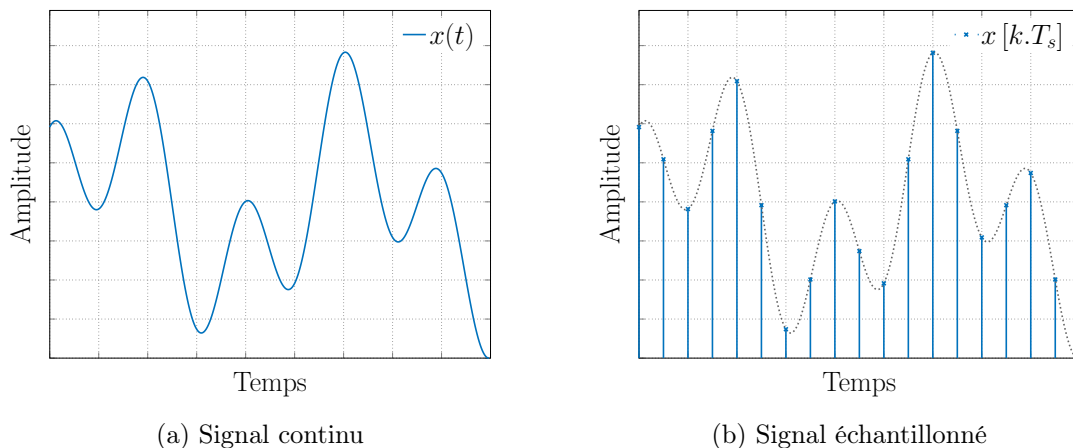 x(t)
Amplitude
Temps
(a) Signal continu
x [k.T_s]
Amplitude
Temps
(b) Signal échantillonné